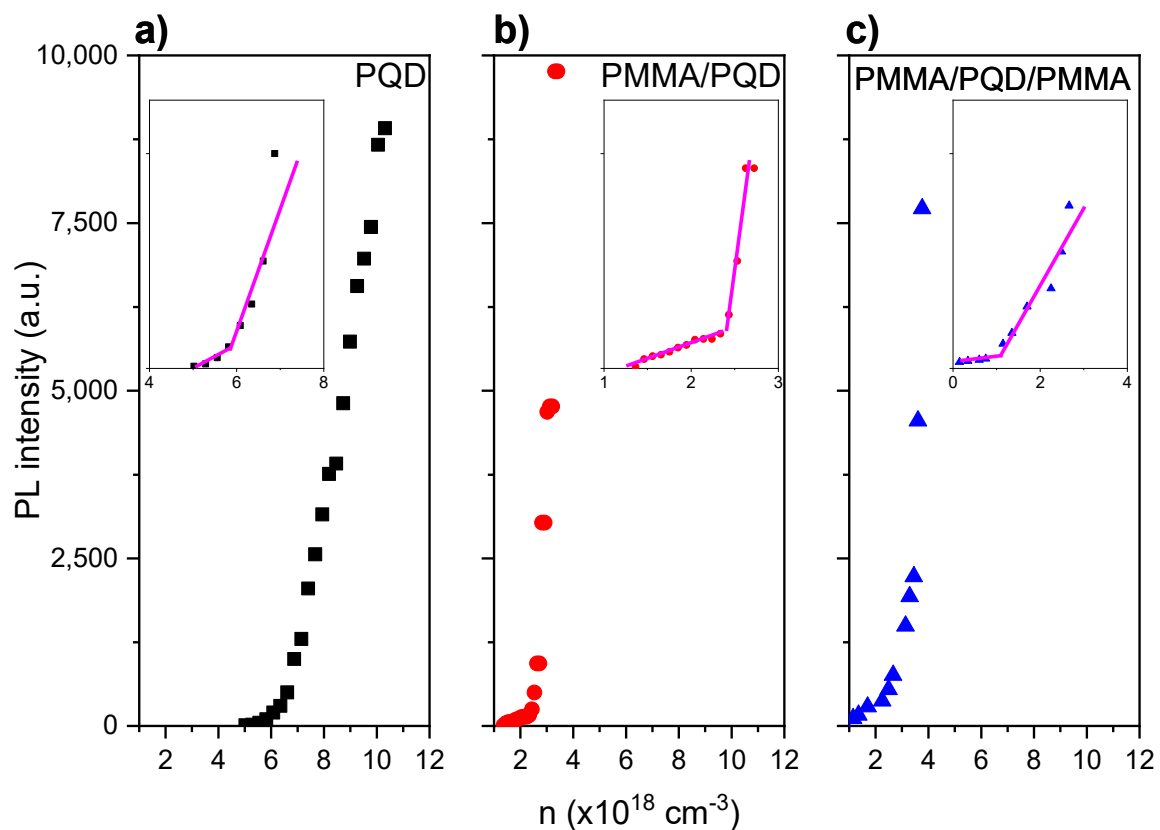 a)
b)
c)
10,000
7,500
5,000
2,500
0
PL intensity (a.u.)
PQD
4 6 8
2 4 6 8 10 12
PMMA/PQD
1 2 3
2 4 6 8 10 12
PMMA/PQD/PMMA
0 2 4
2 4 6 8 10 12
n (x10¹⁸ cm⁻³)